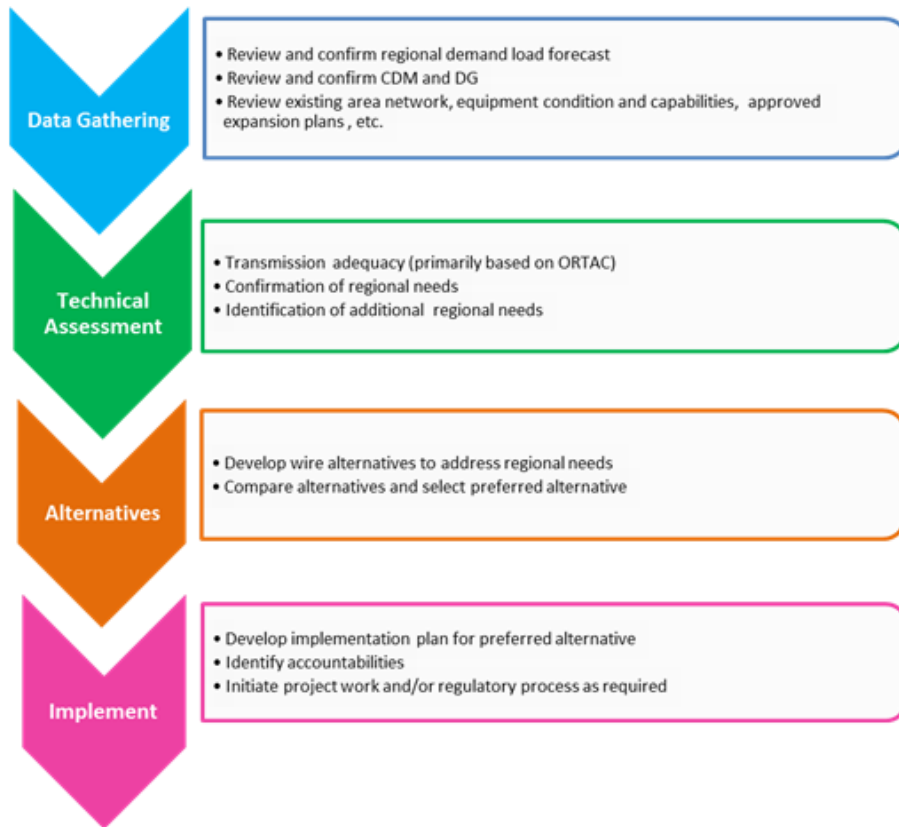 Data Gathering
• Review and confirm regional demand load forecast
• Review and confirm CDM and DG
• Review existing area network, equipment condition and capabilities, approved
expansion plans , etc.
Technical
Assessment
• Transmission adequacy (primarily based on ORTAC)
• Confirmation of regional needs
• Identification of additional regional needs
Alternatives
• Develop wire alternatives to address regional needs
• Compare alternatives and select preferred alternative
Implement
• Develop implementation plan for preferred alternative
• Identify accountabilities
• Initiate project work and/or regulatory process as required